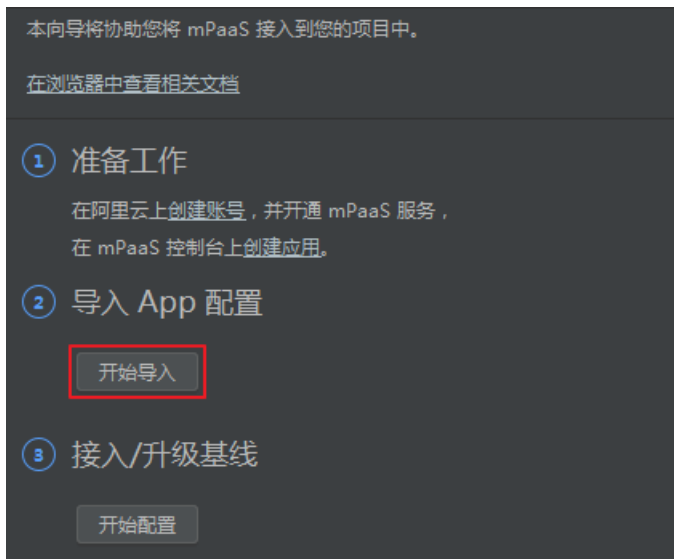 本向导将协助您将 mPaaS 接入到您的项目中。
在浏览器中查看相关文档
1 准备工作
在阿里云上创建账号，并开通 mPaaS 服务，
在 mPaaS 控制台上创建应用。
2 导入 App 配置
开始导入
3 接入/升级基线
开始配置